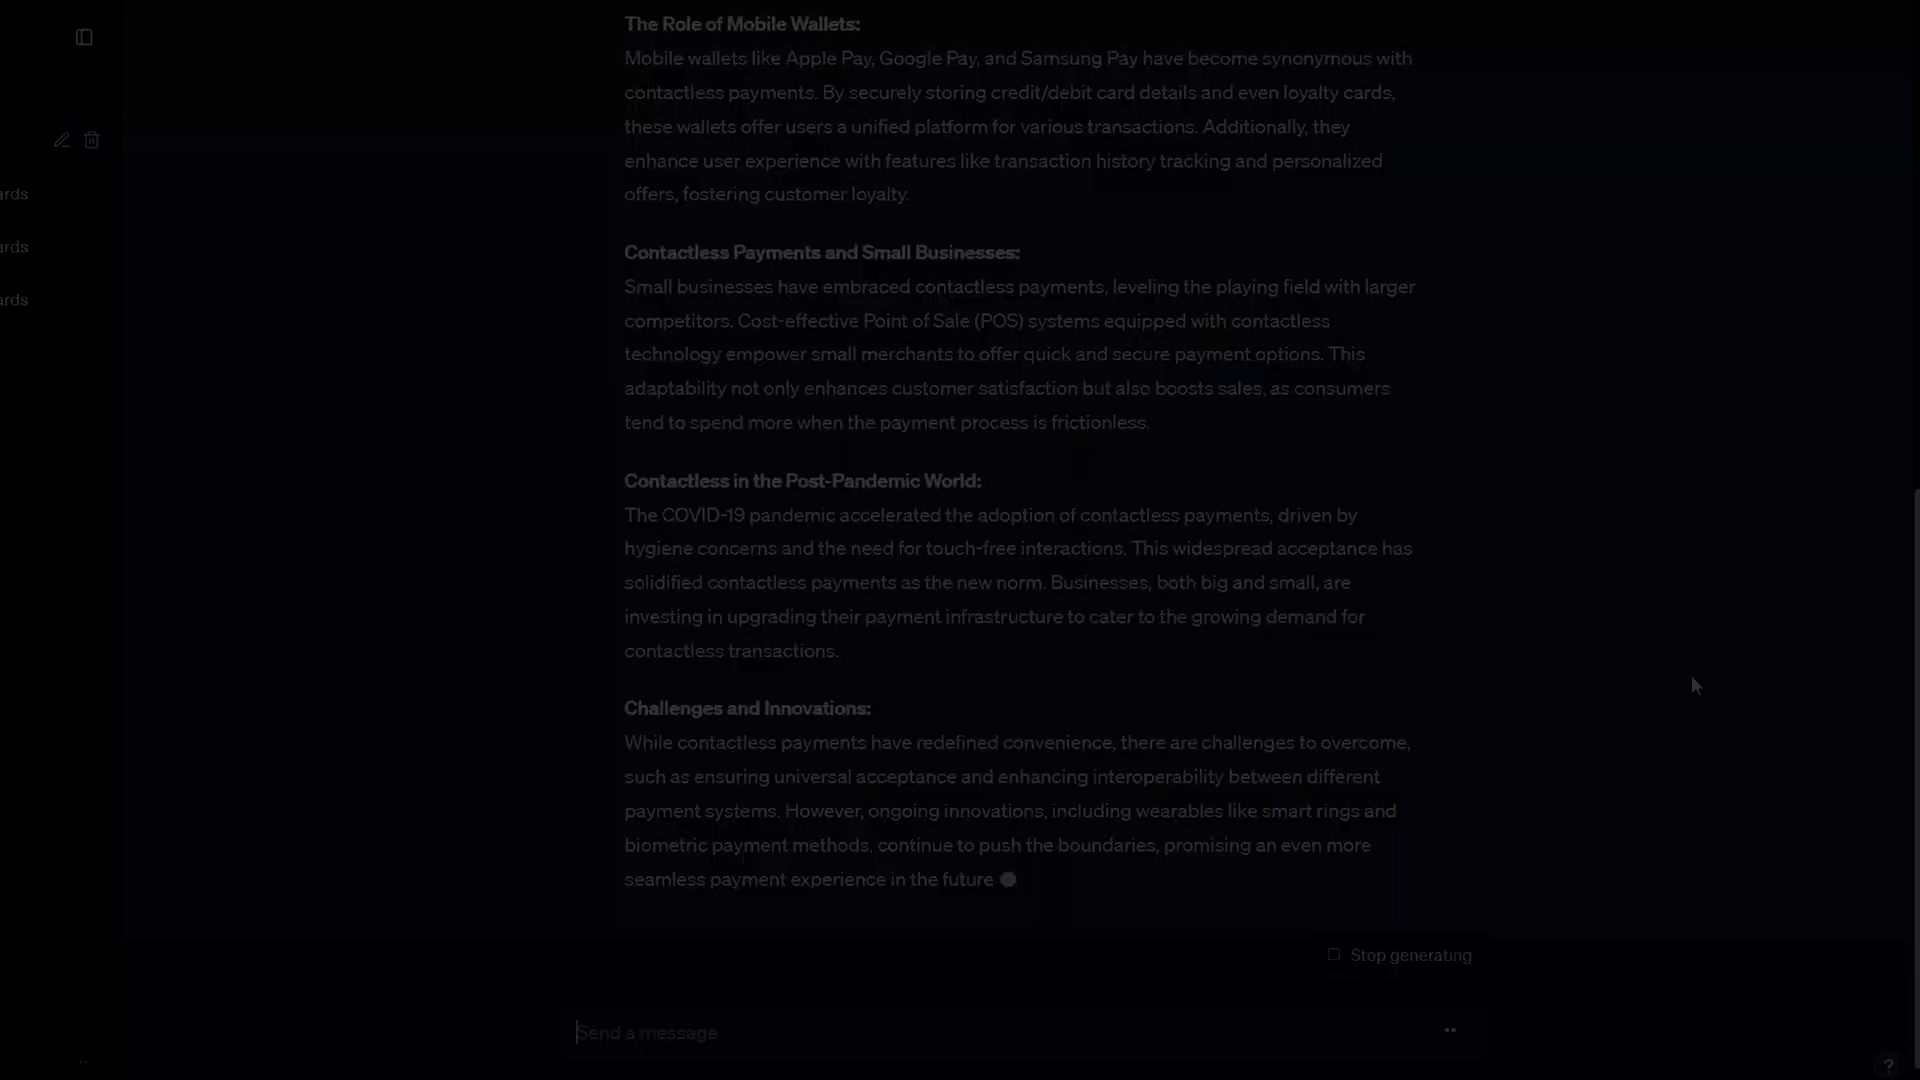 The Role of Mobile Wallets:
Mobile wallets like Apple Pay, Google Pay, and Samsung Pay have become synonymous with
contactless payments. By securely storing credit/debit card details and even loyalty cards,
these wallets offer users a unified platform for various transactions. Additionally, they
enhance user experience with features like transaction history tracking and personalized
offers, fostering customer loyalty.
ards
ards
ards
Contactless Payments and Small Businesses:
Small businesses have embraced contactless payments, leveling the playing field with larger
competitors. Cost-effective Point of Sale (POS) systems equipped with contactless
technology empower small merchants to offer quick and secure payment options. This
adaptability not only enhances customer satisfaction but also boosts sales, as consumers
tend to spend more when the payment process is frictionless.
Contactless in the Post-Pandemic World:
The COVID-19 pandemic accelerated the adoption of contactless payments, driven by
hygiene concerns and the need for touch-free interactions. This widespread acceptance has
solidified contactless payments as the new norm. Businesses, both big and small, are
investing in upgrading their payment infrastructure to cater to the growing demand for
contactless transactions.
Challenges and Innovations:
While contactless payments have redefined convenience, there are challenges to overcome,
such as ensuring universal acceptance and enhancing interoperability between different
payment systems. However, ongoing innovations, including wearables like smart rings and
biometric payment methods, continue to push the boundaries, promising an even more
seamless payment experience in the future
Stop generating
Send a message
?